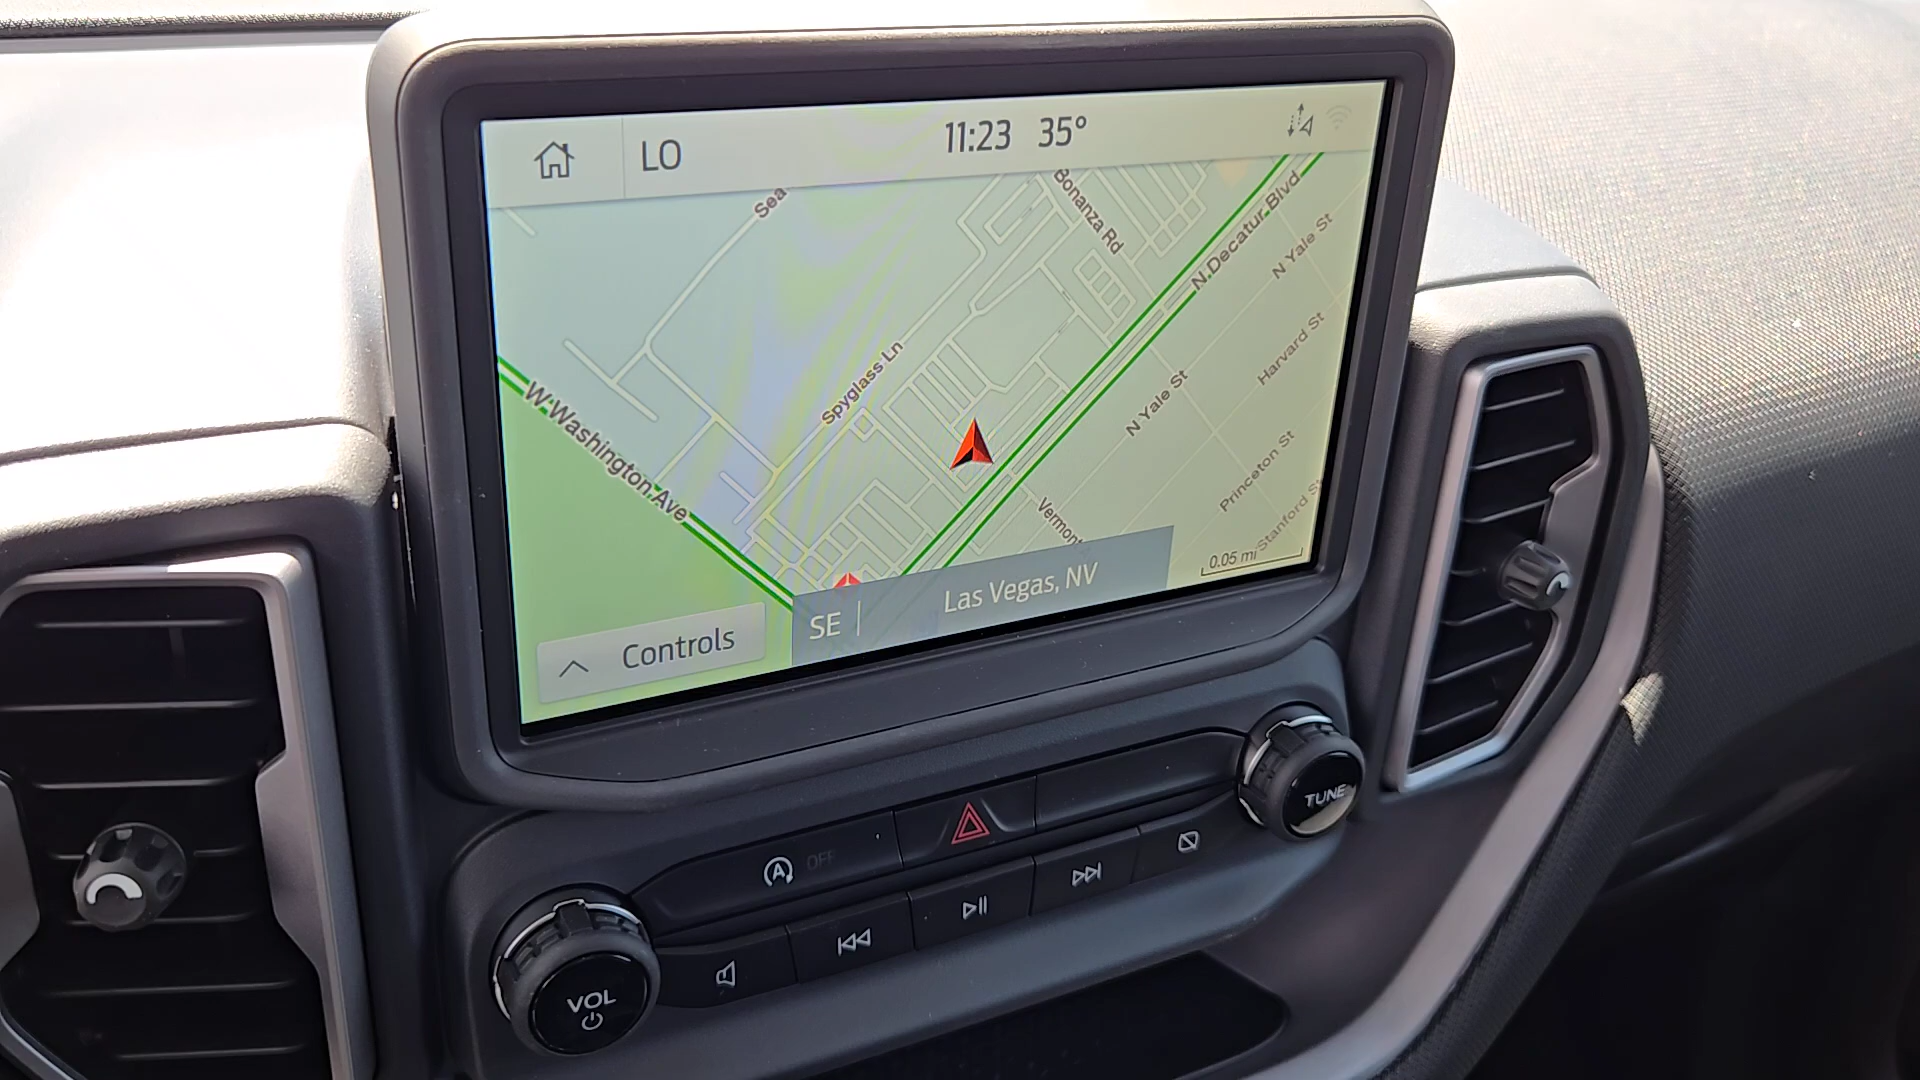 LO
11:23 35°
Sea
Bonanza Rd
N Decatur Blvd
N Yale St
Spyglass Ln
Harvard St
W Washington Ave
N Yale St
Princeton St
Vermont
Stanford St
0.05 mi
SE | Las Vegas, NV
Controls
A OFF
TUNE
VOL